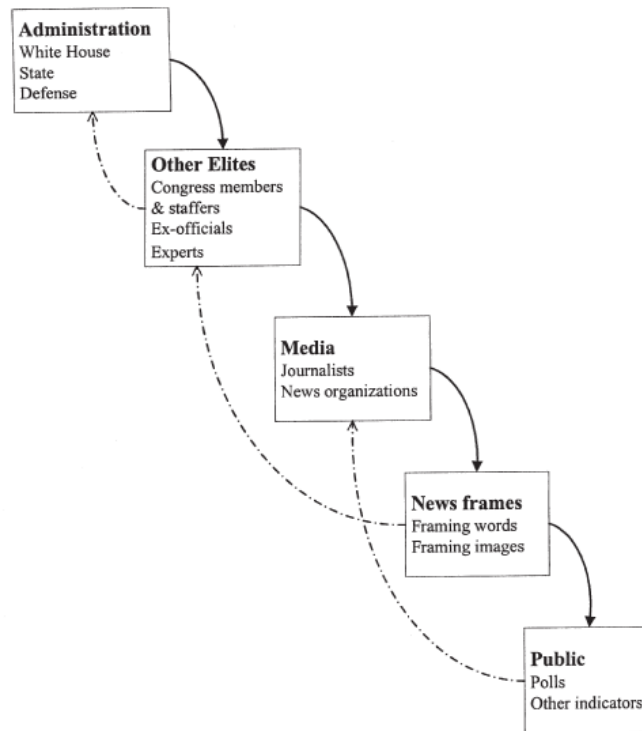 Administration
White House
State
Defense
Other Elites
Congress members
& staffers
Ex-officials
Experts
Media
Journalists
News organizations
News frames
Framing words
Framing images
Public
Polls
Other indicators